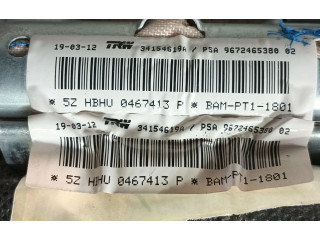 19-03-12 TRW 34154619A / PSA 9672465380 02
※ 5Z HBHU 0467413 P ※ BAM-PT1-1801
19-03-12 TRW 34154619A / PSA 9672465380 02
※ 5Z HBHU 0467413 P ※ BAM-PT1-1801